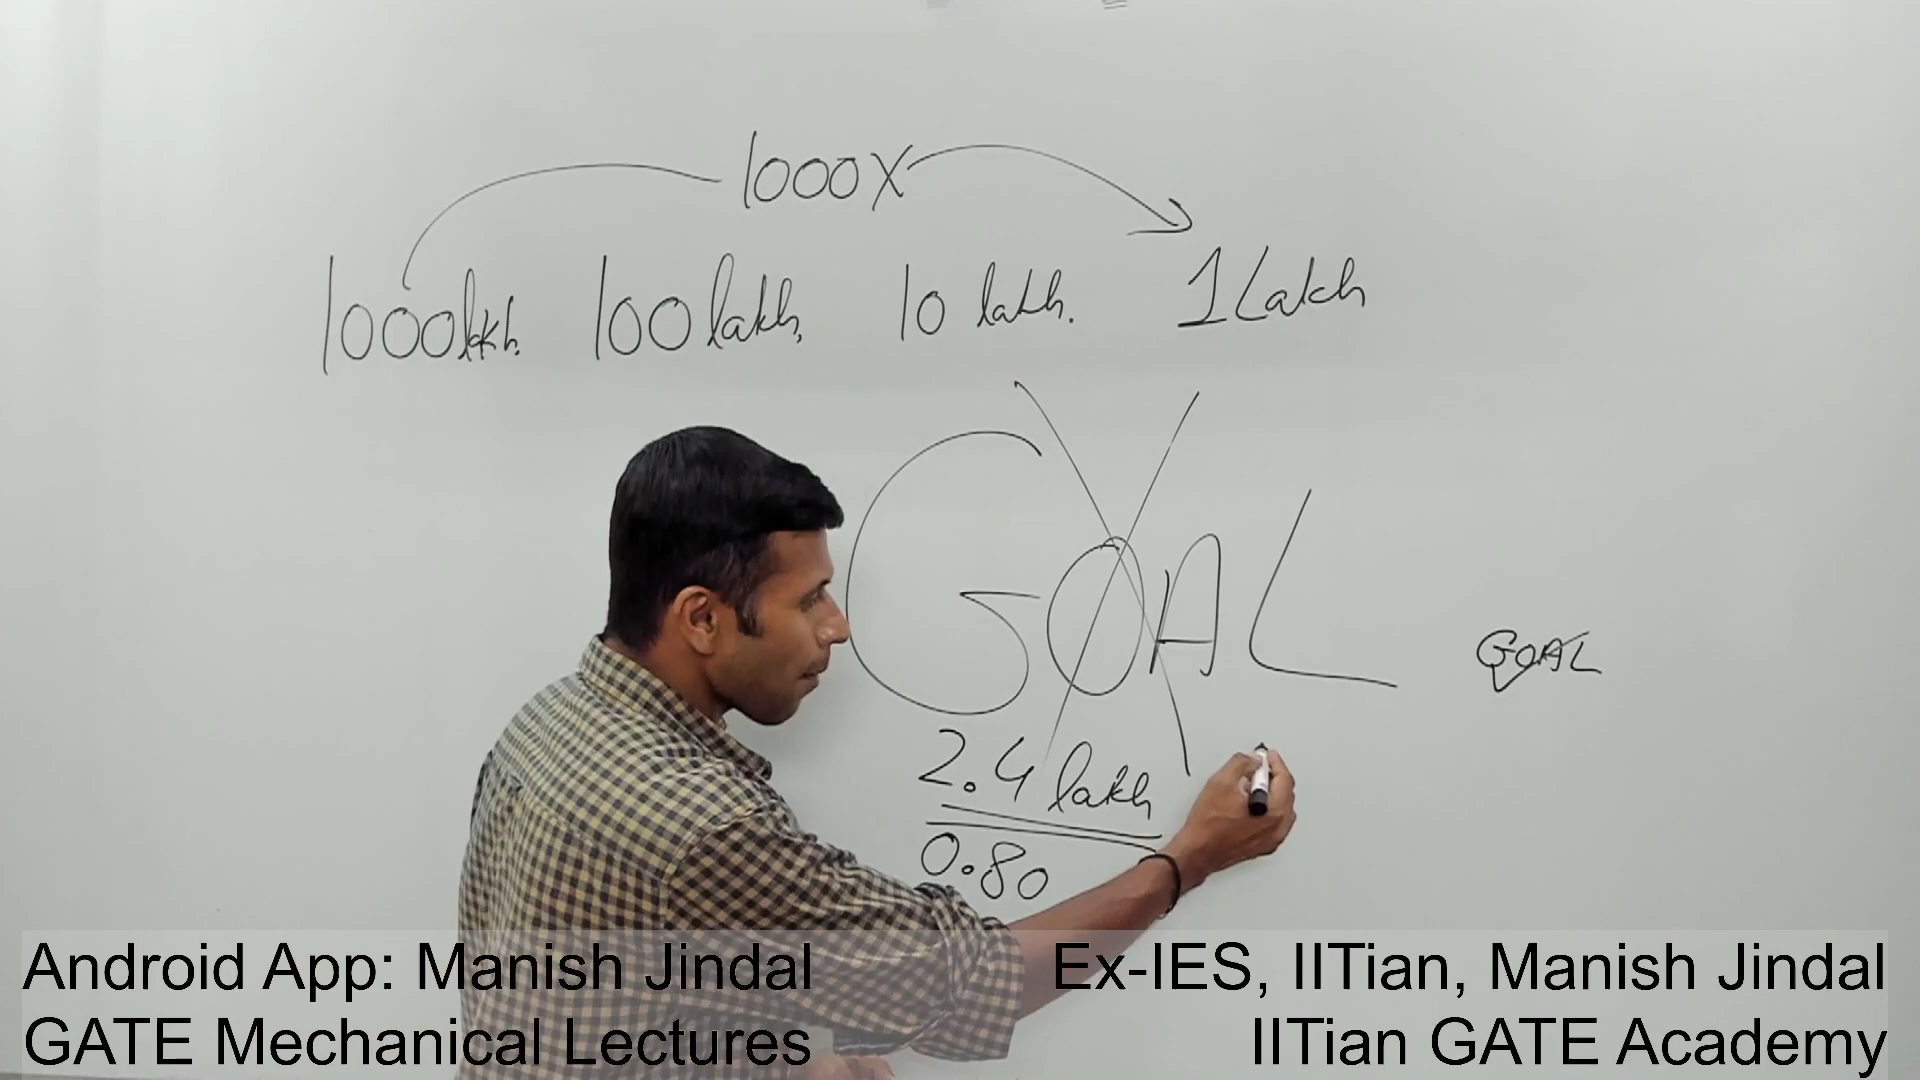 1000X
1000lakh. 100 lakh, 10 lakh. 1 Lakh
GOAL
GOAL
2.4 lakh
0.80
Android App: Manish Jindal
GATE Mechanical Lectures
Ex-IES, IITian, Manish Jindal
IITian GATE Academy